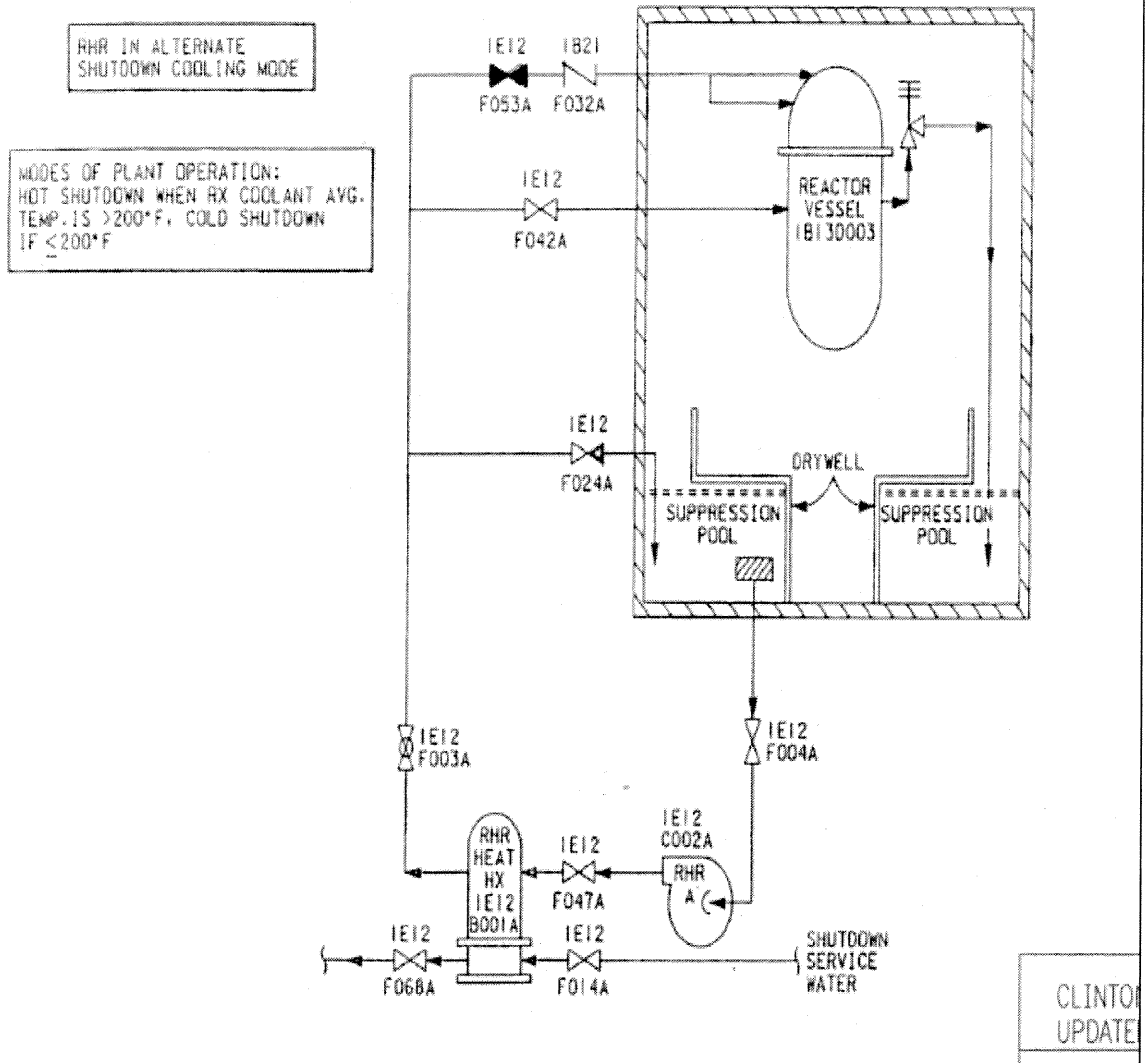 RHR IN ALTERNATE
SHUTDOWN COOLING MODE
MODES OF PLANT OPERATION:
HOT SHUTDOWN WHEN RX COOLANT AVG.
TEMP. IS >200°F, COLD SHUTDOWN
IF ≤200°F
1E12
F053A
1B21
F032A
1E12
F042A
REACTOR
VESSEL
1B13D003
1E12
F024A
DRYWELL
SUPPRESSION
POOL
SUPPRESSION
POOL
1E12
F003A
1E12
F004A
RHR
HEAT
HX
1E12
B001A
1E12
F047A
1E12
C002A
RHR
A
1E12
F068A
1E12
F014A
SHUTDOWN
SERVICE
WATER
CLINTO
UPDATE